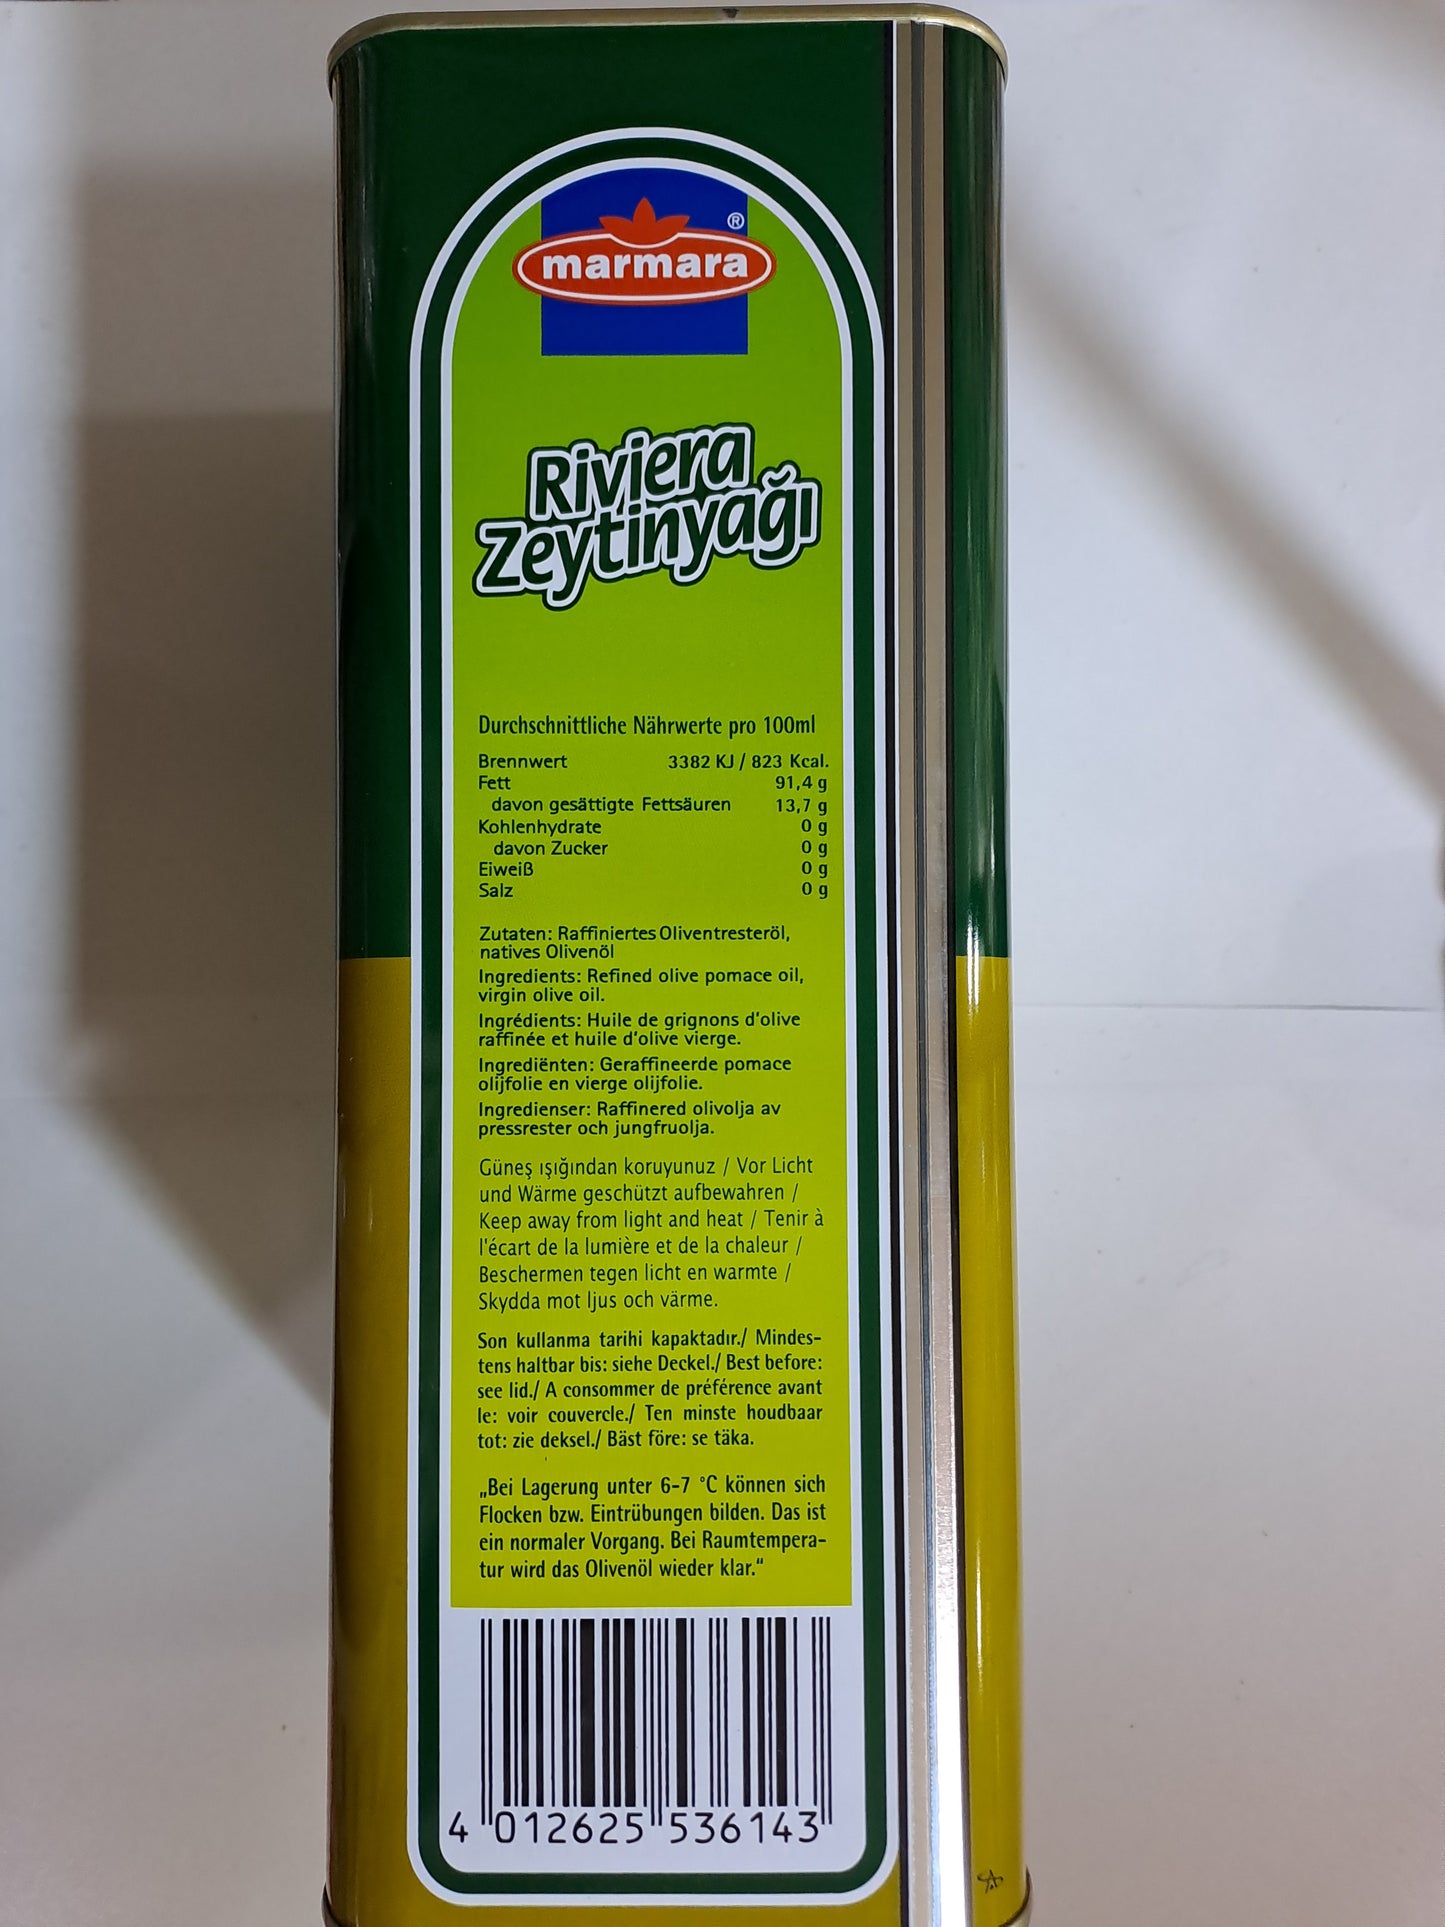 ®
marmara
Riviera
Zeytinyağı
Durchschnittliche Nährwerte pro 100ml
Brennwert 3382 KJ / 823 Kcal.
Fett 91,4 g
davon gesättigte Fettsäuren 13,7 g
Kohlenhydrate 0 g
davon Zucker 0 g
Eiweiß 0 g
Salz 0 g
Zutaten: Raffiniertes Oliventresteröl,
natives Olivenöl
Ingredients: Refined olive pomace oil,
virgin olive oil.
Ingrédients: Huile de grignons d'olive
raffinée et huile d'olive vierge.
Ingrediënten: Geraffineerde pomace
olijfolie en vierge olijfolie.
Ingredienser: Raffinered olivolja av
pressrester och jungfruolja.
Güneş ışığından koruyunuz / Vor Licht
und Wärme geschützt aufbewahren /
Keep away from light and heat / Tenir à
l'écart de la lumière et de la chaleur /
Beschermen tegen licht en warmte /
Skydda mot ljus och värme.
Son kullanma tarihi kapaktadır./ Mindes-
tens haltbar bis: siehe Deckel./ Best before:
see lid./ A consommer de préférence avant
le: voir couvercle./ Ten minste houdbaar
tot: zie deksel./ Bäst före: se täka.
„Bei Lagerung unter 6-7 °C können sich
Flocken bzw. Eintrübungen bilden. Das ist
ein normaler Vorgang. Bei Raumtempera-
tur wird das Olivenöl wieder klar.“
4 012625 536143